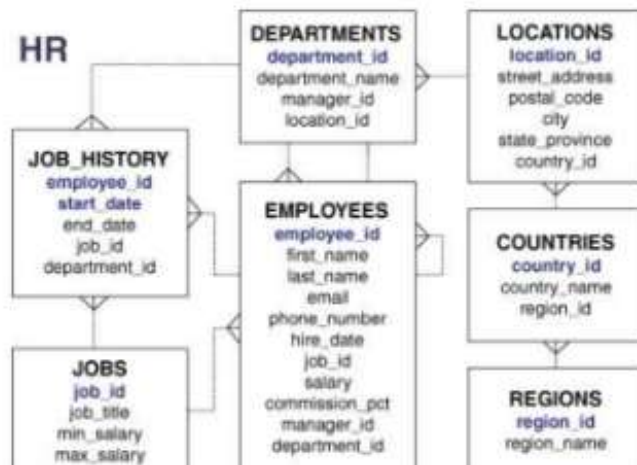 HR
DEPARTMENTS
department_id
department_name
manager_id
location_id
LOCATIONS
location_id
street_address
postal_code
city
state_province
country_id
JOB_HISTORY
employee_id
start_date
end_date
job_id
department_id
EMPLOYEES
employee_id
first_name
last_name
email
phone_number
hire_date
job_id
salary
commission_pct
manager_id
department_id
COUNTRIES
country_id
country_name
region_id
JOBS
job_id
job_title
min_salary
max_salary
REGIONS
region_id
region_name